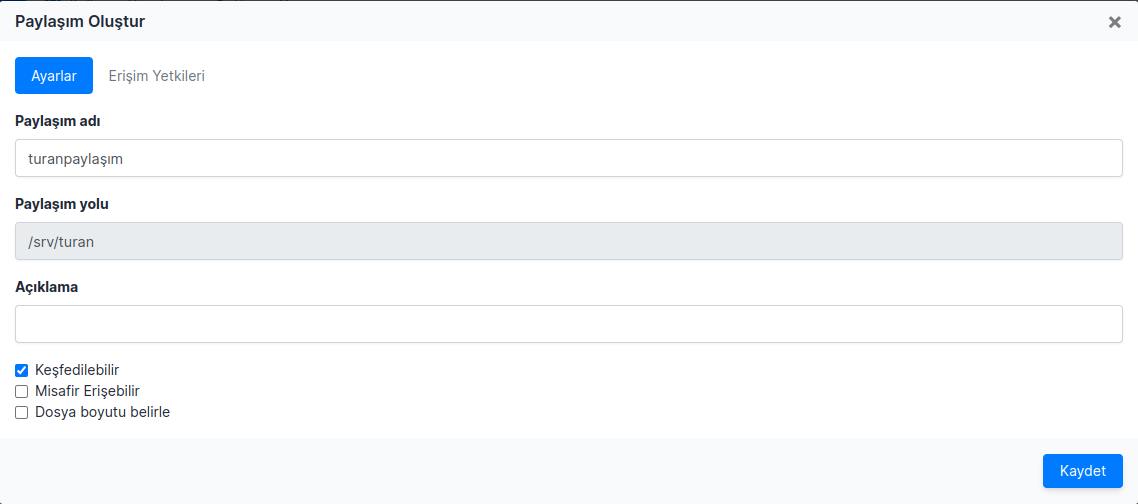 Paylaşım Oluştur
Ayarlar
Erişim Yetkileri
Paylaşım adı
turanpaylaşım
Paylaşım yolu
/srv/turan
Açıklama
Keşfedilebilir
Misafir Erişebilir
Dosya boyutu belirle
Kaydet